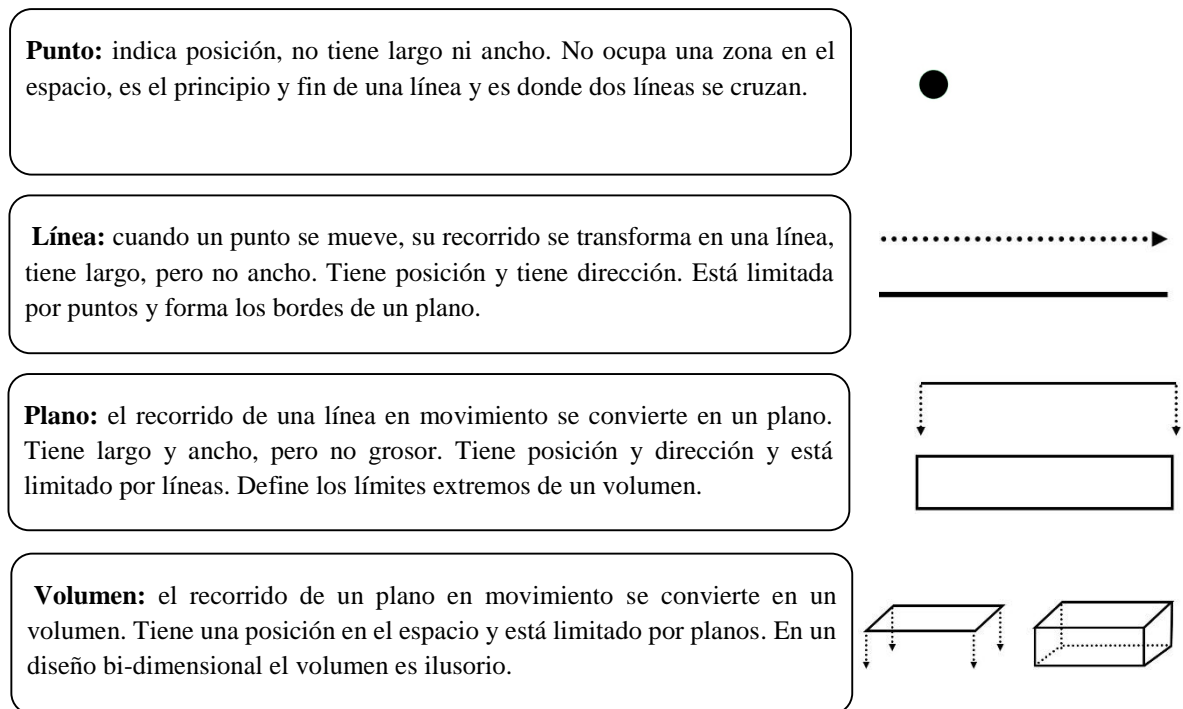 Punto: indica posición, no tiene largo ni ancho. No ocupa una zona en el
espacio, es el principio y fin de una línea y es donde dos líneas se cruzan.
Línea: cuando un punto se mueve, su recorrido se transforma en una línea,
tiene largo, pero no ancho. Tiene posición y tiene dirección. Está limitada
por puntos y forma los bordes de un plano.
Plano: el recorrido de una línea en movimiento se convierte en un plano.
Tiene largo y ancho, pero no grosor. Tiene posición y dirección y está
limitado por líneas. Define los límites extremos de un volumen.
Volumen: el recorrido de un plano en movimiento se convierte en un
volumen. Tiene una posición en el espacio y está limitado por planos. En un
diseño bi-dimensional el volumen es ilusorio.